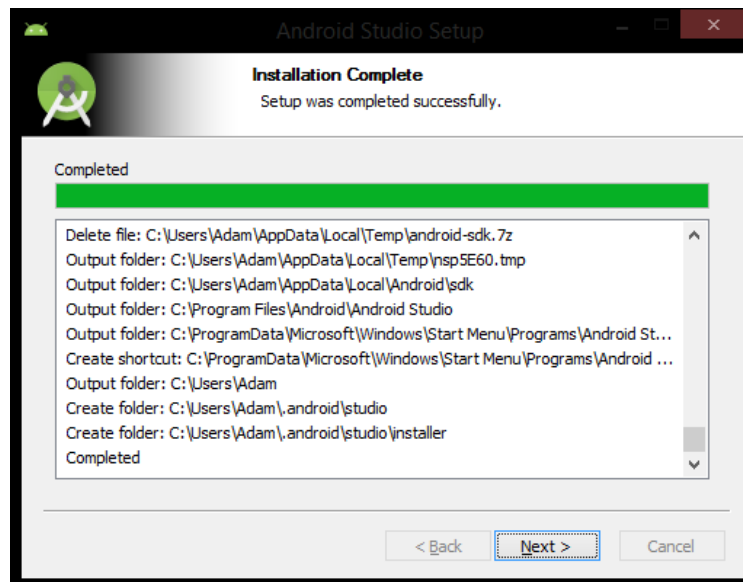 Android Studio Setup
Installation Complete
Setup was completed successfully.
Completed
Delete file: C:\Users\Adam\AppData\Local\Temp\android-sdk.7z
Output folder: C:\Users\Adam\AppData\Local\Temp\nsp5E60.tmp
Output folder: C:\Users\Adam\AppData\Local\Android\sdk
Output folder: C:\Program Files\Android\Android Studio
Output folder: C:\ProgramData\Microsoft\Windows\Start Menu\Programs\Android St...
Create shortcut: C:\ProgramData\Microsoft\Windows\Start Menu\Programs\Android ...
Output folder: C:\Users\Adam
Create folder: C:\Users\Adam\.android\studio
Create folder: C:\Users\Adam\.android\studio\installer
Completed
< Back Next > Cancel